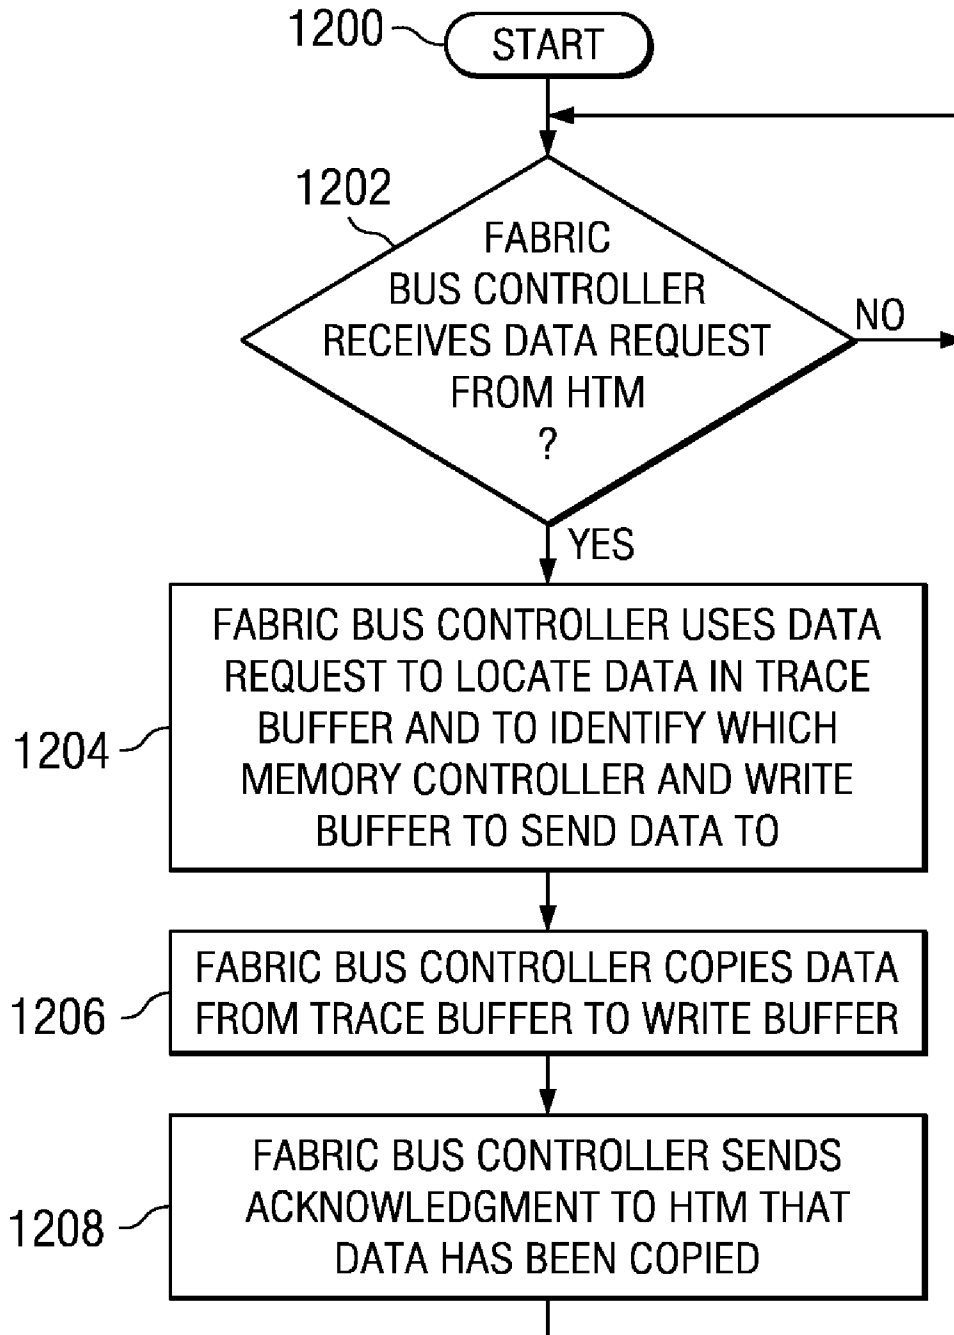 1200
START
1202
FABRIC
BUS CONTROLLER
RECEIVES DATA REQUEST
FROM HTM
?
NO
YES
1204
FABRIC BUS CONTROLLER USES DATA
REQUEST TO LOCATE DATA IN TRACE
BUFFER AND TO IDENTIFY WHICH
MEMORY CONTROLLER AND WRITE
BUFFER TO SEND DATA TO
1206
FABRIC BUS CONTROLLER COPIES DATA
FROM TRACE BUFFER TO WRITE BUFFER
1208
FABRIC BUS CONTROLLER SENDS
ACKNOWLEDGMENT TO HTM THAT
DATA HAS BEEN COPIED